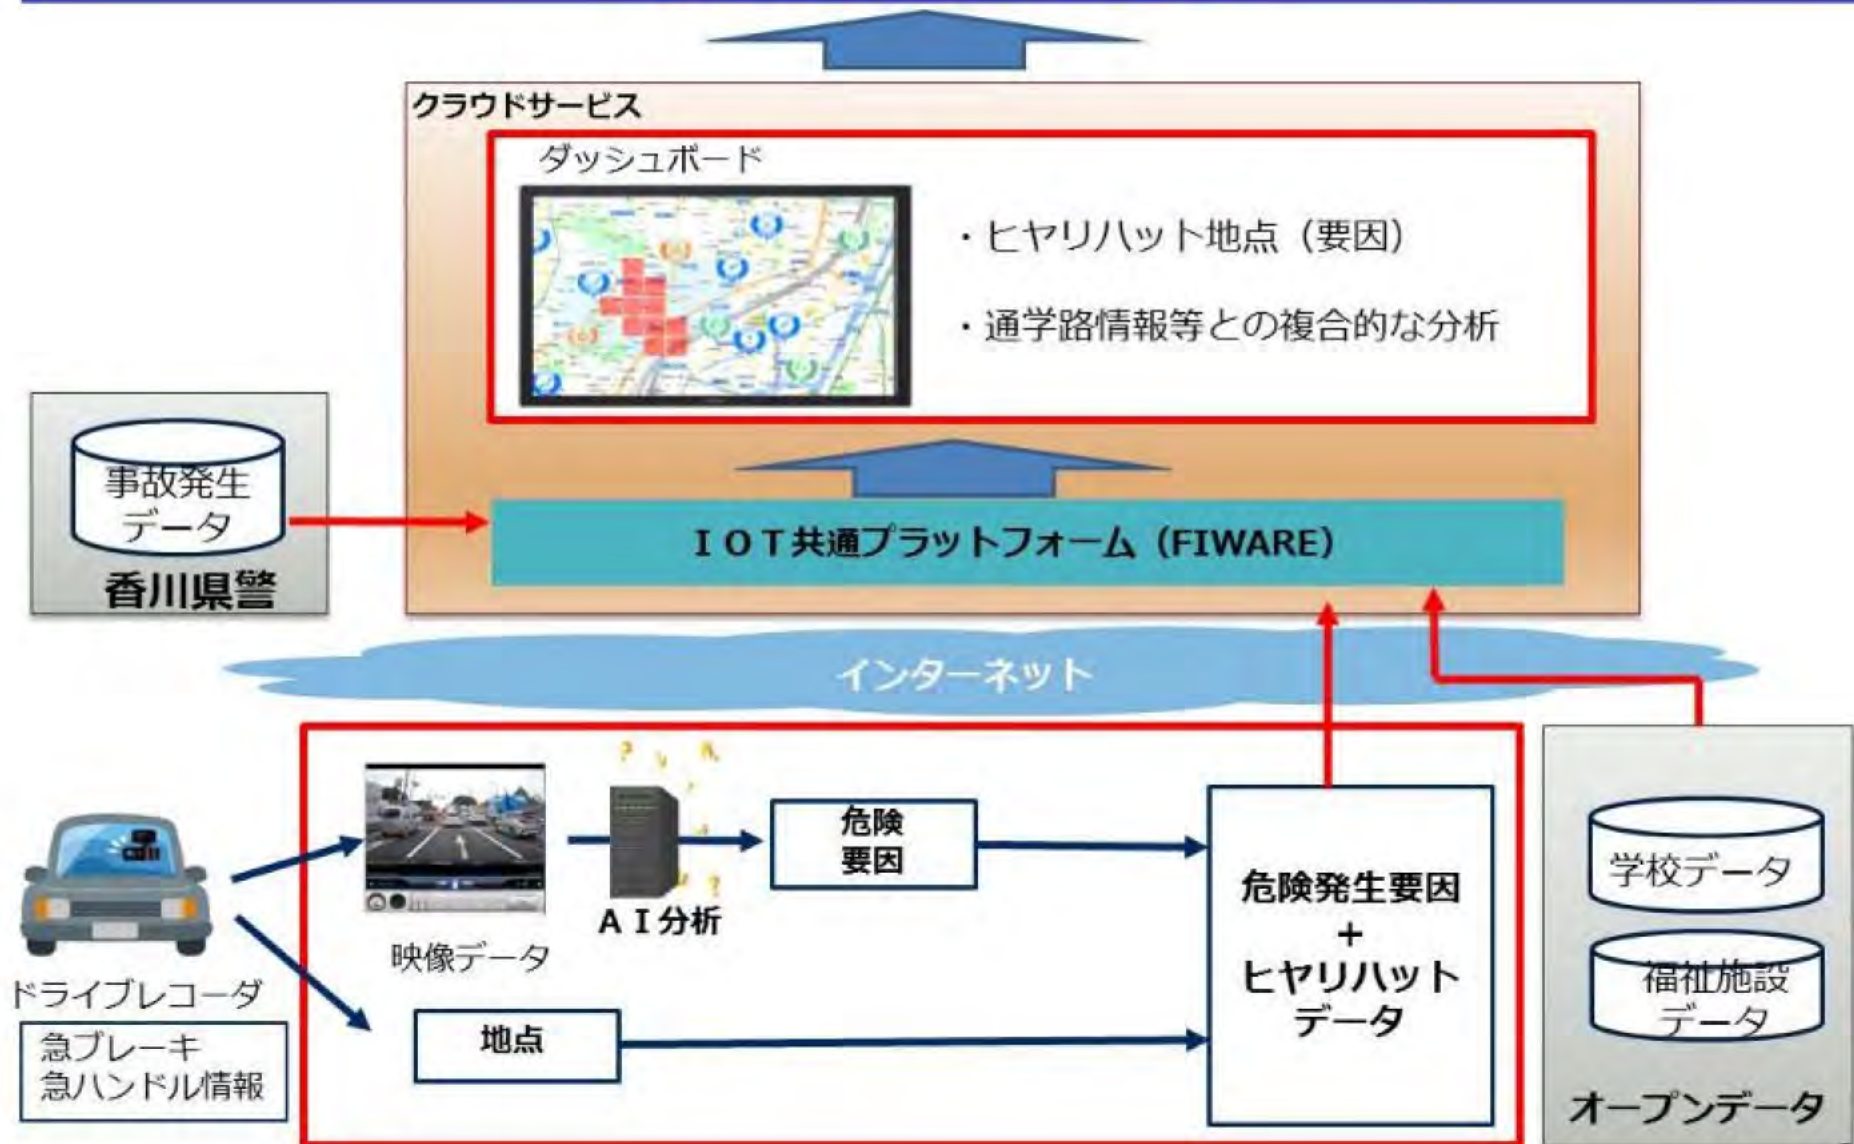 クラウドサービス
ダッシュボード
・ヒヤリハット地点（要因）
・通学路情報等との複合的な分析
事故発生
データ
香川県警
ＩＯＴ共通プラットフォーム（FIWARE）
インターネット
危険
要因
ＡＩ分析
映像データ
地点
危険発生要因
+
ヒヤリハット
データ
ドライブレコーダ
急ブレーキ
急ハンドル情報
学校データ
福祉施設
データ
オープンデータ